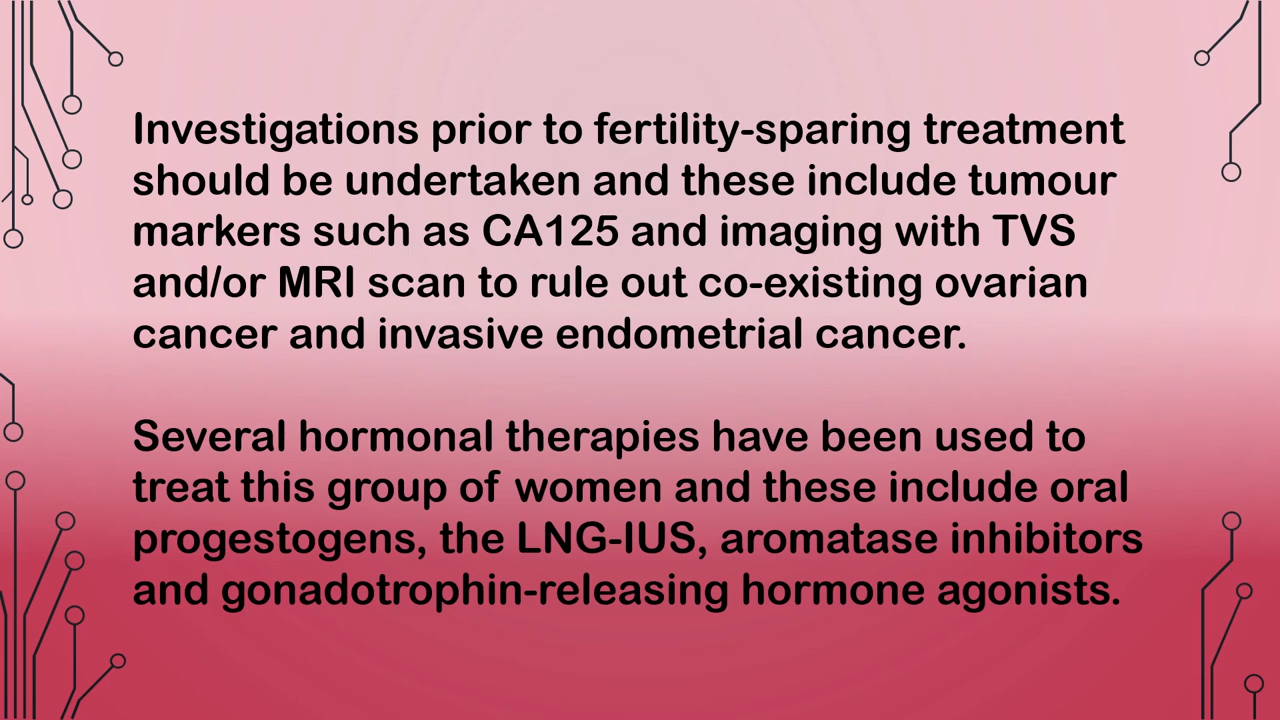 Investigations prior to fertility-sparing treatment
should be undertaken and these include tumour
markers such as CA125 and imaging with TVS
and/or MRI scan to rule out co-existing ovarian
cancer and invasive endometrial cancer.
Several hormonal therapies have been used to
treat this group of women and these include oral
progestogens, the LNG-IUS, aromatase inhibitors
and gonadotrophin-releasing hormone agonists.